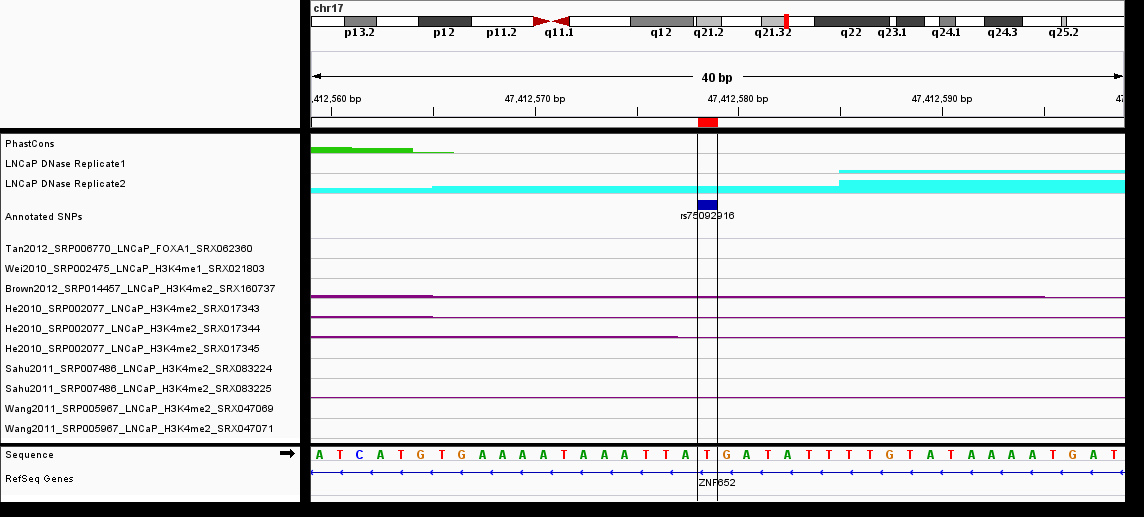 chr17
p13.2 p12 p11.2 q11.1 q12 q21.2 q21.32 q22 q23.1 q24.1 q24.3 q25.2
40 bp
,412,560 bp 47,412,570 bp 47,412,580 bp 47,412,590 bp 47
PhastCons
LNCaP DNase Replicate1
LNCaP DNase Replicate2
Annotated SNPs rs75092916
Tan2012_SRP006770_LNCaP_FOXA1_SRX062360
Wei2010_SRP002475_LNCaP_H3K4me1_SRX021803
Brown2012_SRP014457_LNCaP_H3K4me2_SRX160737
He2010_SRP002077_LNCaP_H3K4me2_SRX017343
He2010_SRP002077_LNCaP_H3K4me2_SRX017344
He2010_SRP002077_LNCaP_H3K4me2_SRX017345
Sahu2011_SRP007486_LNCaP_H3K4me2_SRX083224
Sahu2011_SRP007486_LNCaP_H3K4me2_SRX083225
Wang2011_SRP005967_LNCaP_H3K4me2_SRX047069
Wang2011_SRP005967_LNCaP_H3K4me2_SRX047071
Sequence A T C A T G T G A A A A T A A A T T A T G A T A T T T T G T A T A A A A T G A T
RefSeq Genes ZNF652